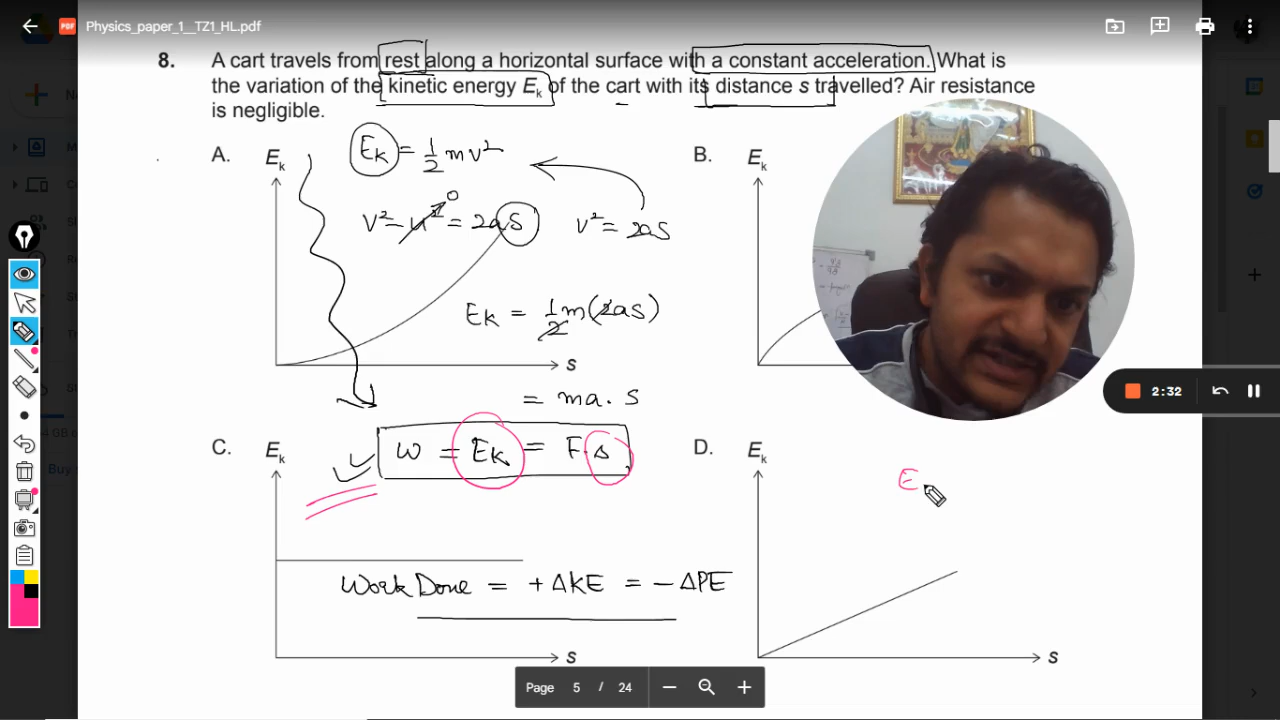 Physics_paper_1__TZ1_HL.pdf
8. A cart travels from rest along a horizontal surface with a constant acceleration. What is
the variation of the kinetic energy Ek of the cart with its distance s travelled? Air resistance
is negligible.
A. Ek
Ek = 1/2 mv²
V² - u² 0 = 2aS
V² = 2aS
Ek = 1/2 m(2aS)
= ma. S
s
B. Ek
2:32
C. Ek
W = Ek = F.s
Work Done = +ΔKE = -ΔPE
s
D. Ek
E
s
Page 5 / 24